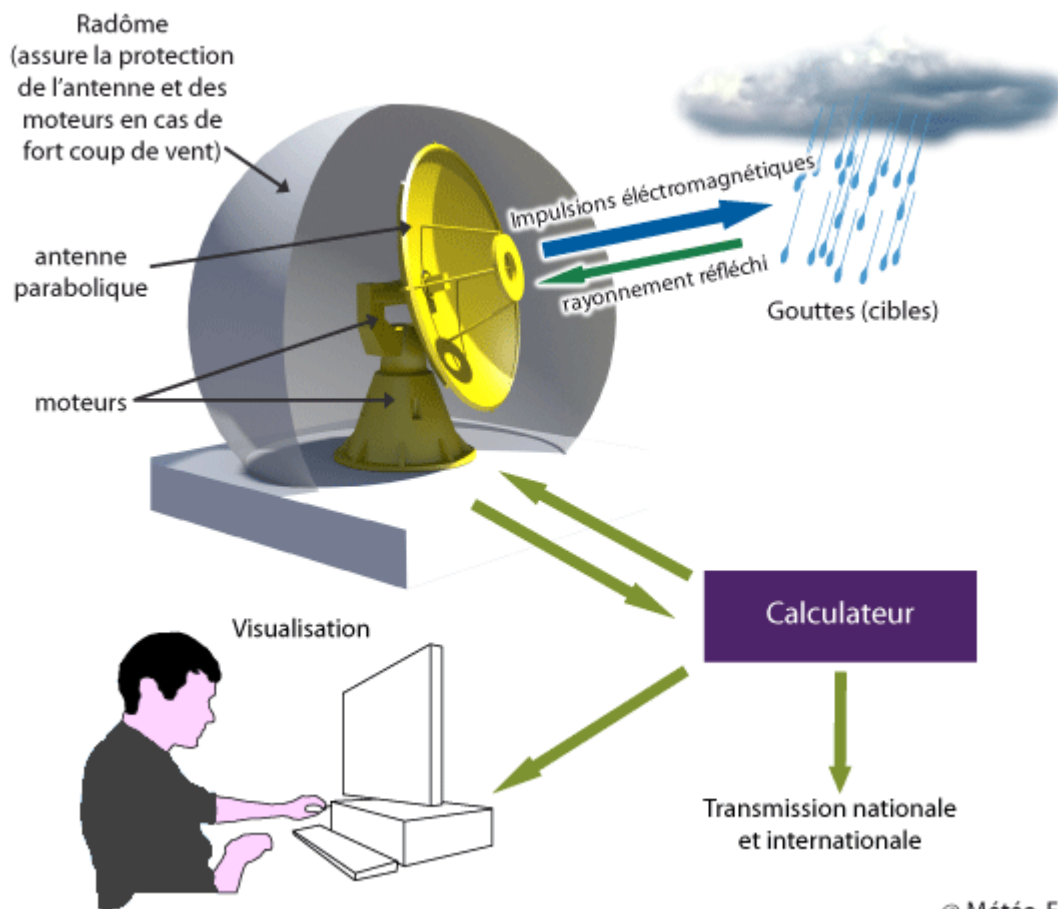 Radôme
(assure la protection
de l'antenne et des
moteurs en cas de
fort coup de vent)
Impulsions éléctromagnétiques
rayonnement réfléchi
Gouttes (cibles)
antenne
parabolique
moteurs
Calculateur
Visualisation
Transmission nationale
et internationale